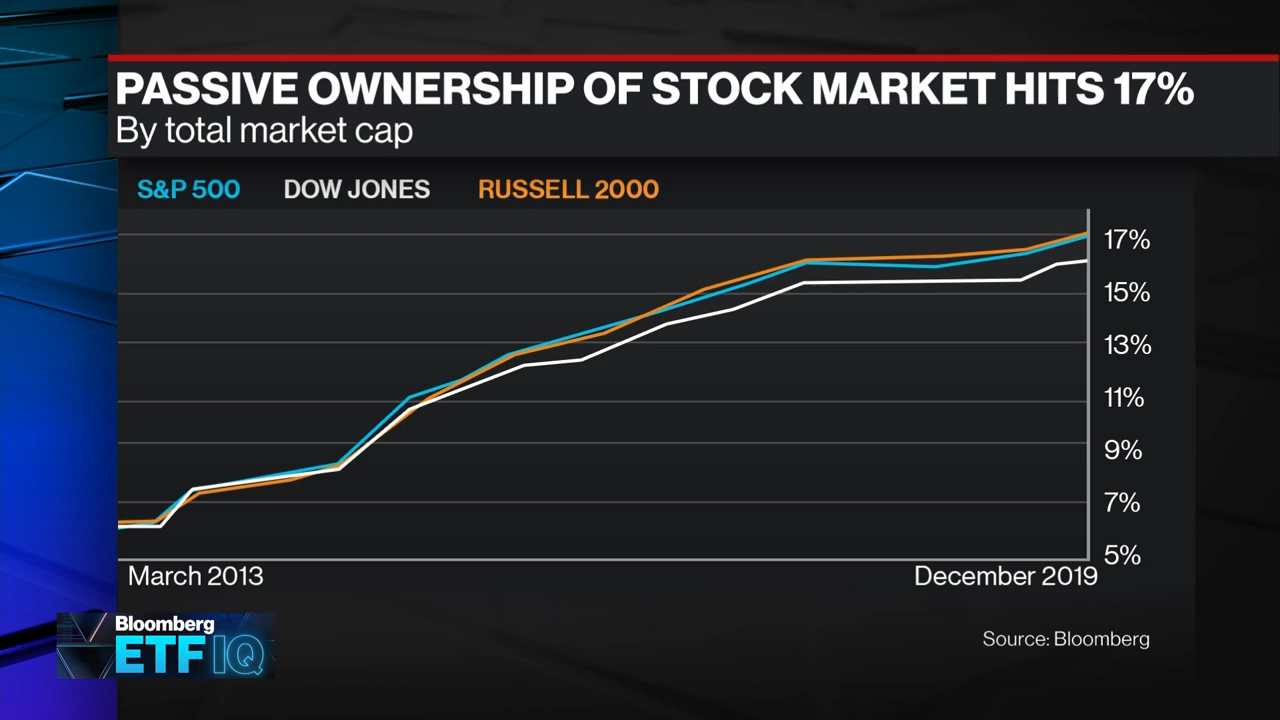 PASSIVE OWNERSHIP OF STOCK MARKET HITS 17%
By total market cap
S&P 500 DOW JONES RUSSELL 2000
17%
15%
13%
11%
9%
7%
5%
March 2013 December 2019
Bloomberg
ETF IQ
Source: Bloomberg